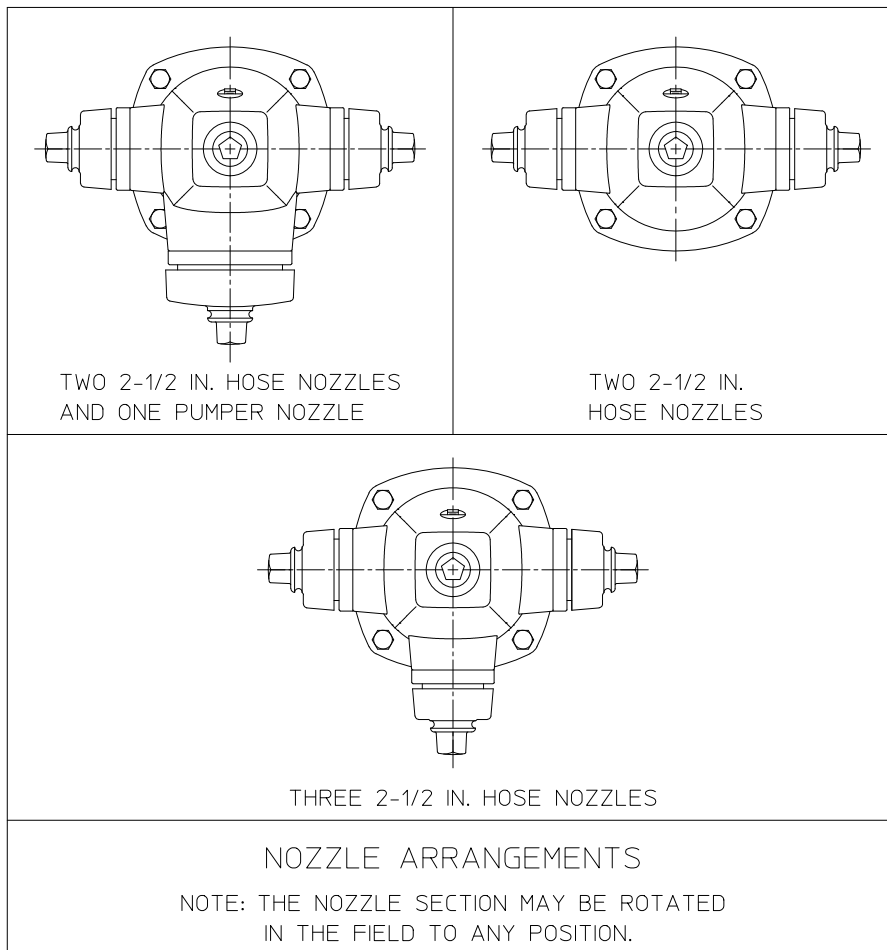 TWO 2-1/2 IN. HOSE NOZZLES
AND ONE PUMPER NOZZLE
TWO 2-1/2 IN.
HOSE NOZZLES
THREE 2-1/2 IN. HOSE NOZZLES
NOZZLE ARRANGEMENTS
NOTE: THE NOZZLE SECTION MAY BE ROTATED
IN THE FIELD TO ANY POSITION.